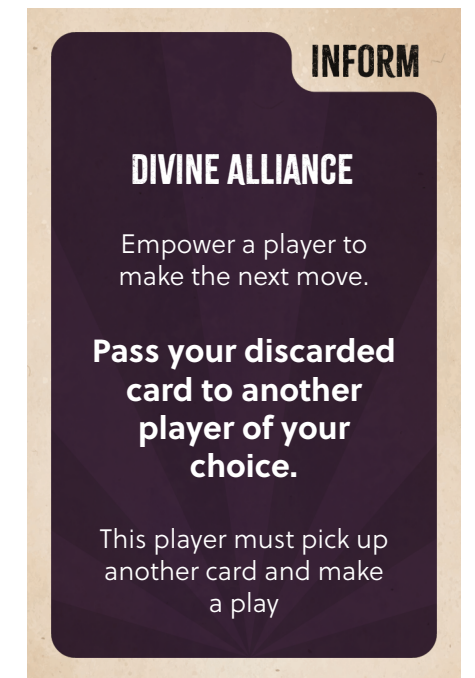 INFORM
DIVINE ALLIANCE
Empower a player to
make the next move.
Pass your discarded
card to another
player of your
choice.
This player must pick up
another card and make
a play